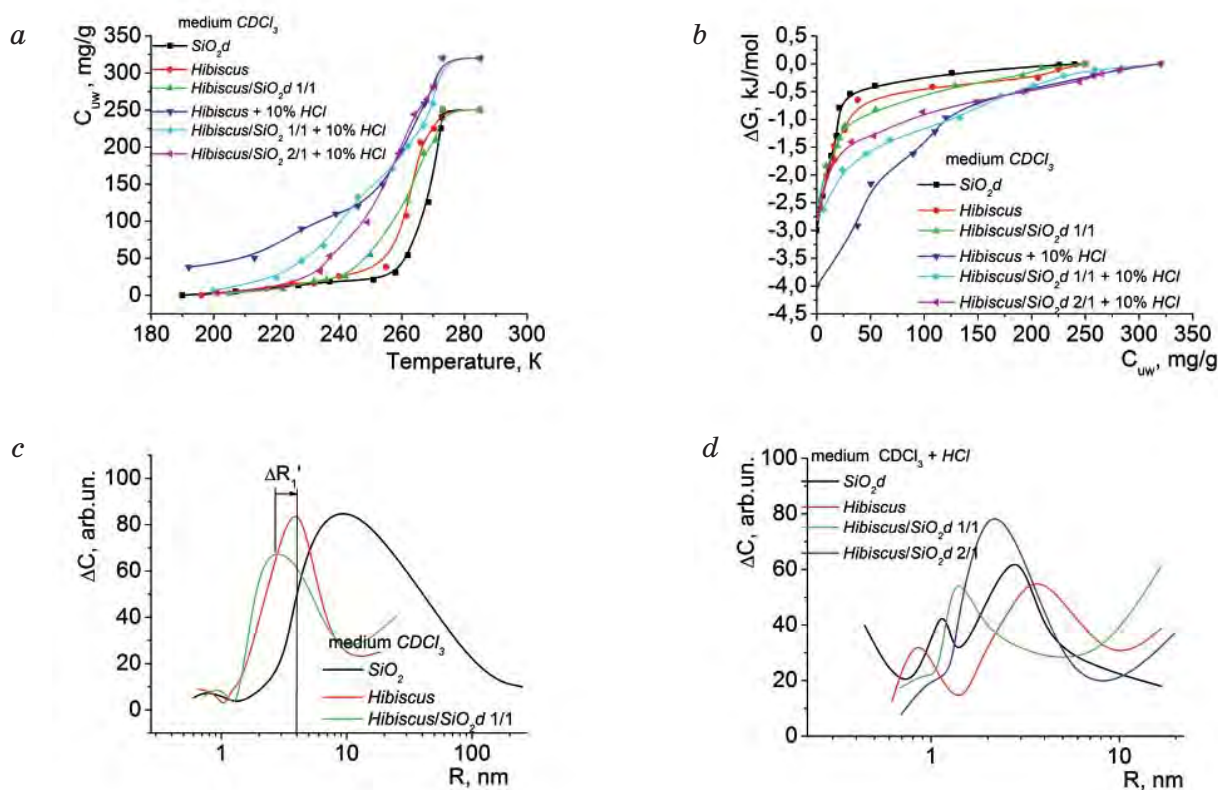 a
medium CDCl₃
SiO₂d
Hibiscus
Hibiscus/SiO₂d 1/1
Hibiscus + 10% HCl
Hibiscus/SiO₂ 1/1 + 10% HCl
Hibiscus/SiO₂ 2/1 + 10% HCl
C_uw, mg/g
350
300
250
200
150
100
50
0
180 200 220 240 260 280 300
Temperature, K
b
ΔG, kJ/mol
0,5
0,0
-0,5
-1,0
-1,5
-2,0
-2,5
-3,0
-3,5
-4,0
-4,5
medium CDCl₃
SiO₂d
Hibiscus
Hibiscus/SiO₂d 1/1
Hibiscus + 10% HCl
Hibiscus/SiO₂d 1/1 + 10% HCl
Hibiscus/SiO₂d 2/1 + 10% HCl
0 50 100 150 200 250 300 350
C_uw, mg/g
c
ΔC, arb.un.
100
80
60
40
20
0
ΔR₁'
medium CDCl₃
SiO₂
Hibiscus
Hibiscus/SiO₂d 1/1
1 10 100
R, nm
d
ΔC, arb.un.
100
80
60
40
20
0
medium CDCl₃ + HCl
SiO₂d
Hibiscus
Hibiscus/SiO₂d 1/1
Hibiscus/SiO₂d 2/1
1 10
R, nm